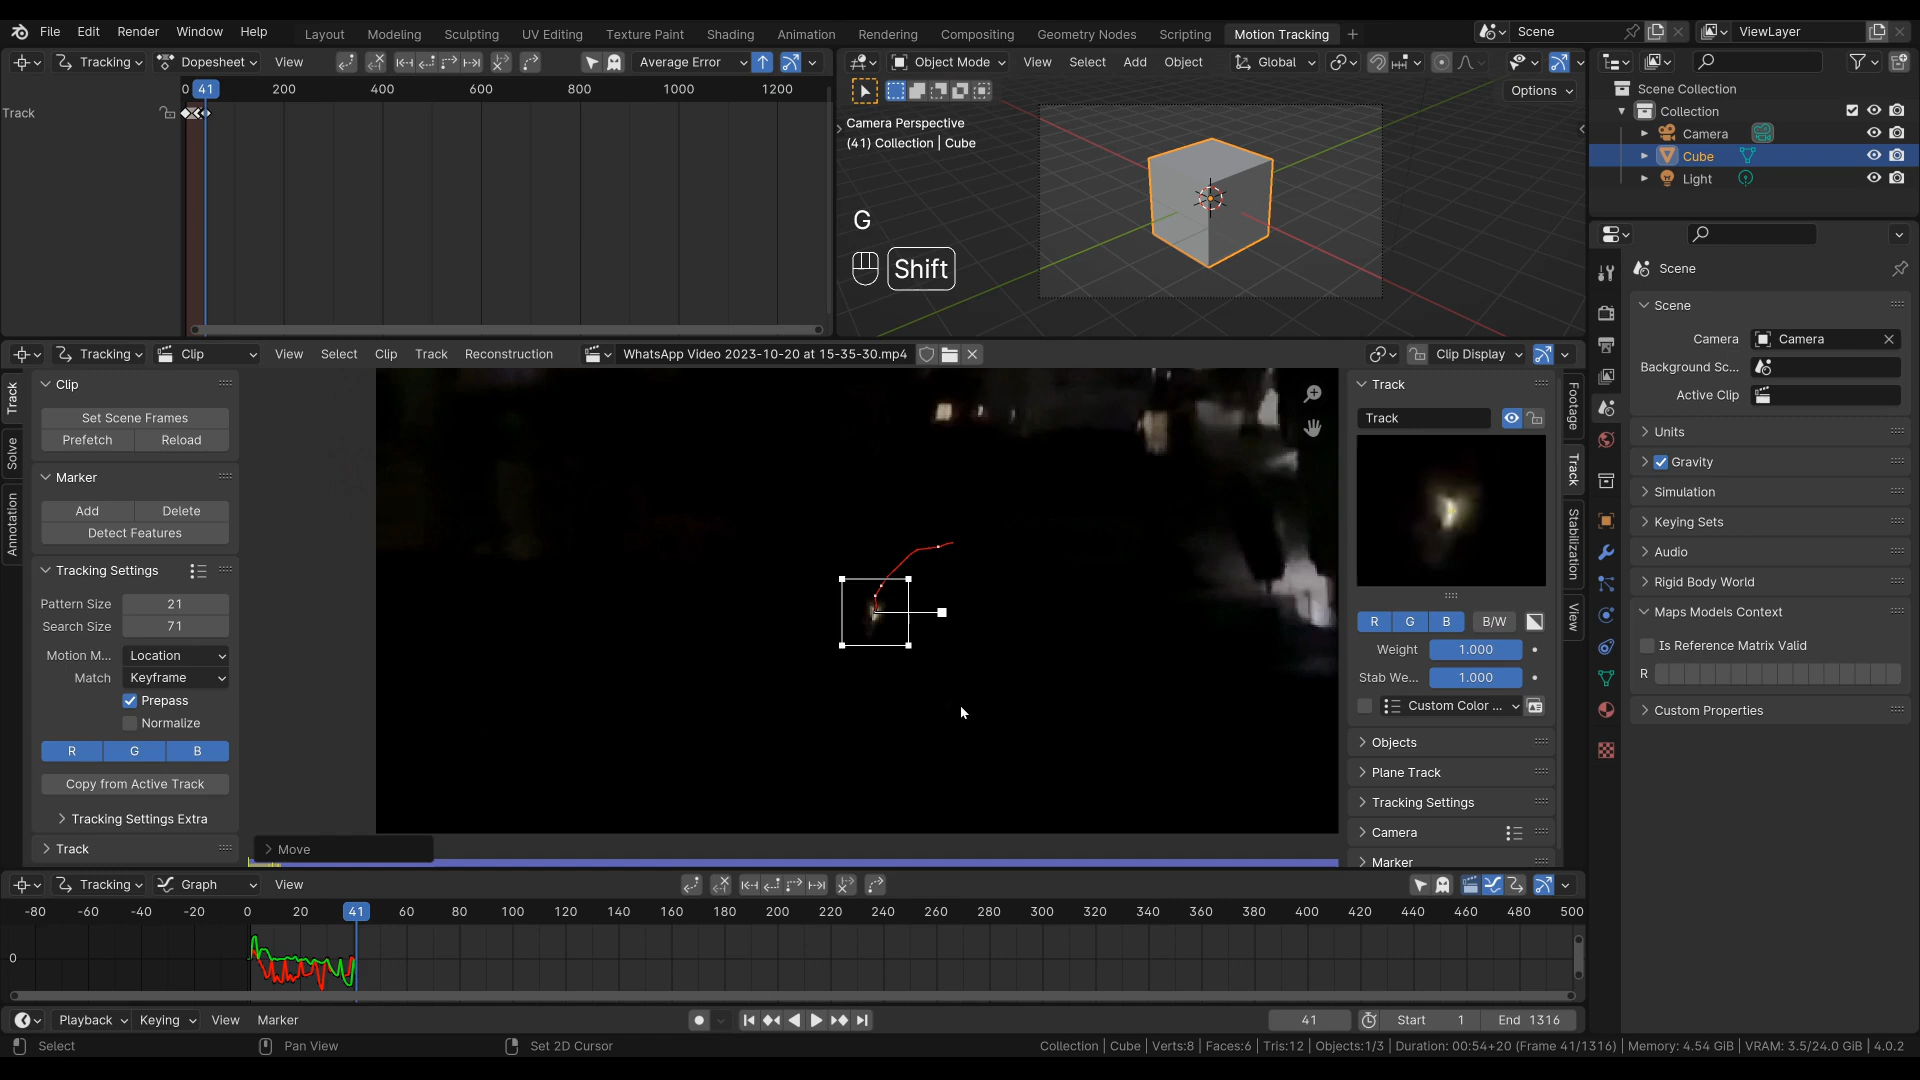 File Edit Render Window Help Layout Modeling Sculpting UV Editing Texture Paint Shading Animation Rendering Compositing Geometry Nodes Scripting Motion Tracking + Scene ViewLayer
Tracking Dopesheet View Average Error
0 41 200 400 600 800 1000 1200
Track
Object Mode View Select Add Object Global
Options
Camera Perspective
(41) Collection | Cube
G
Shift
Scene Collection
Collection
Camera
Cube
Light
Tracking Clip View Select Clip Track Reconstruction WhatsApp Video 2023-10-20 at 15-35-30.mp4 Clip Display
Track
Solve
Annotation
Clip
Set Scene Frames
Prefetch Reload
Marker
Add Delete
Detect Features
Tracking Settings
Pattern Size 21
Search Size 71
Motion M... Location
Match Keyframe
Prepass
Normalize
R G B
Copy from Active Track
Tracking Settings Extra
Track
Move
Track
Track
R G B B/W
Weight 1.000
Stab We... 1.000
Custom Color ...
Objects
Plane Track
Tracking Settings
Camera
Marker
Footage
Track
Stabilization
View
Scene
Scene
Camera Camera
Background Sc...
Active Clip
Units
Gravity
Simulation
Keying Sets
Audio
Rigid Body World
Maps Models Context
Is Reference Matrix Valid
R
Custom Properties
Tracking Graph View
-80 -60 -40 -20 0 20 41 60 80 100 120 140 160 180 200 220 240 260 280 300 320 340 360 380 400 420 440 460 480 500
0
Playback Keying View Marker 41 Start 1 End 1316
Select Pan View Set 2D Cursor Collection | Cube | Verts:8 | Faces:6 | Tris:12 | Objects:1/3 | Duration: 00:54+20 (Frame 41/1316) | Memory: 4.54 GiB | VRAM: 3.5/24.0 GiB | 4.0.2